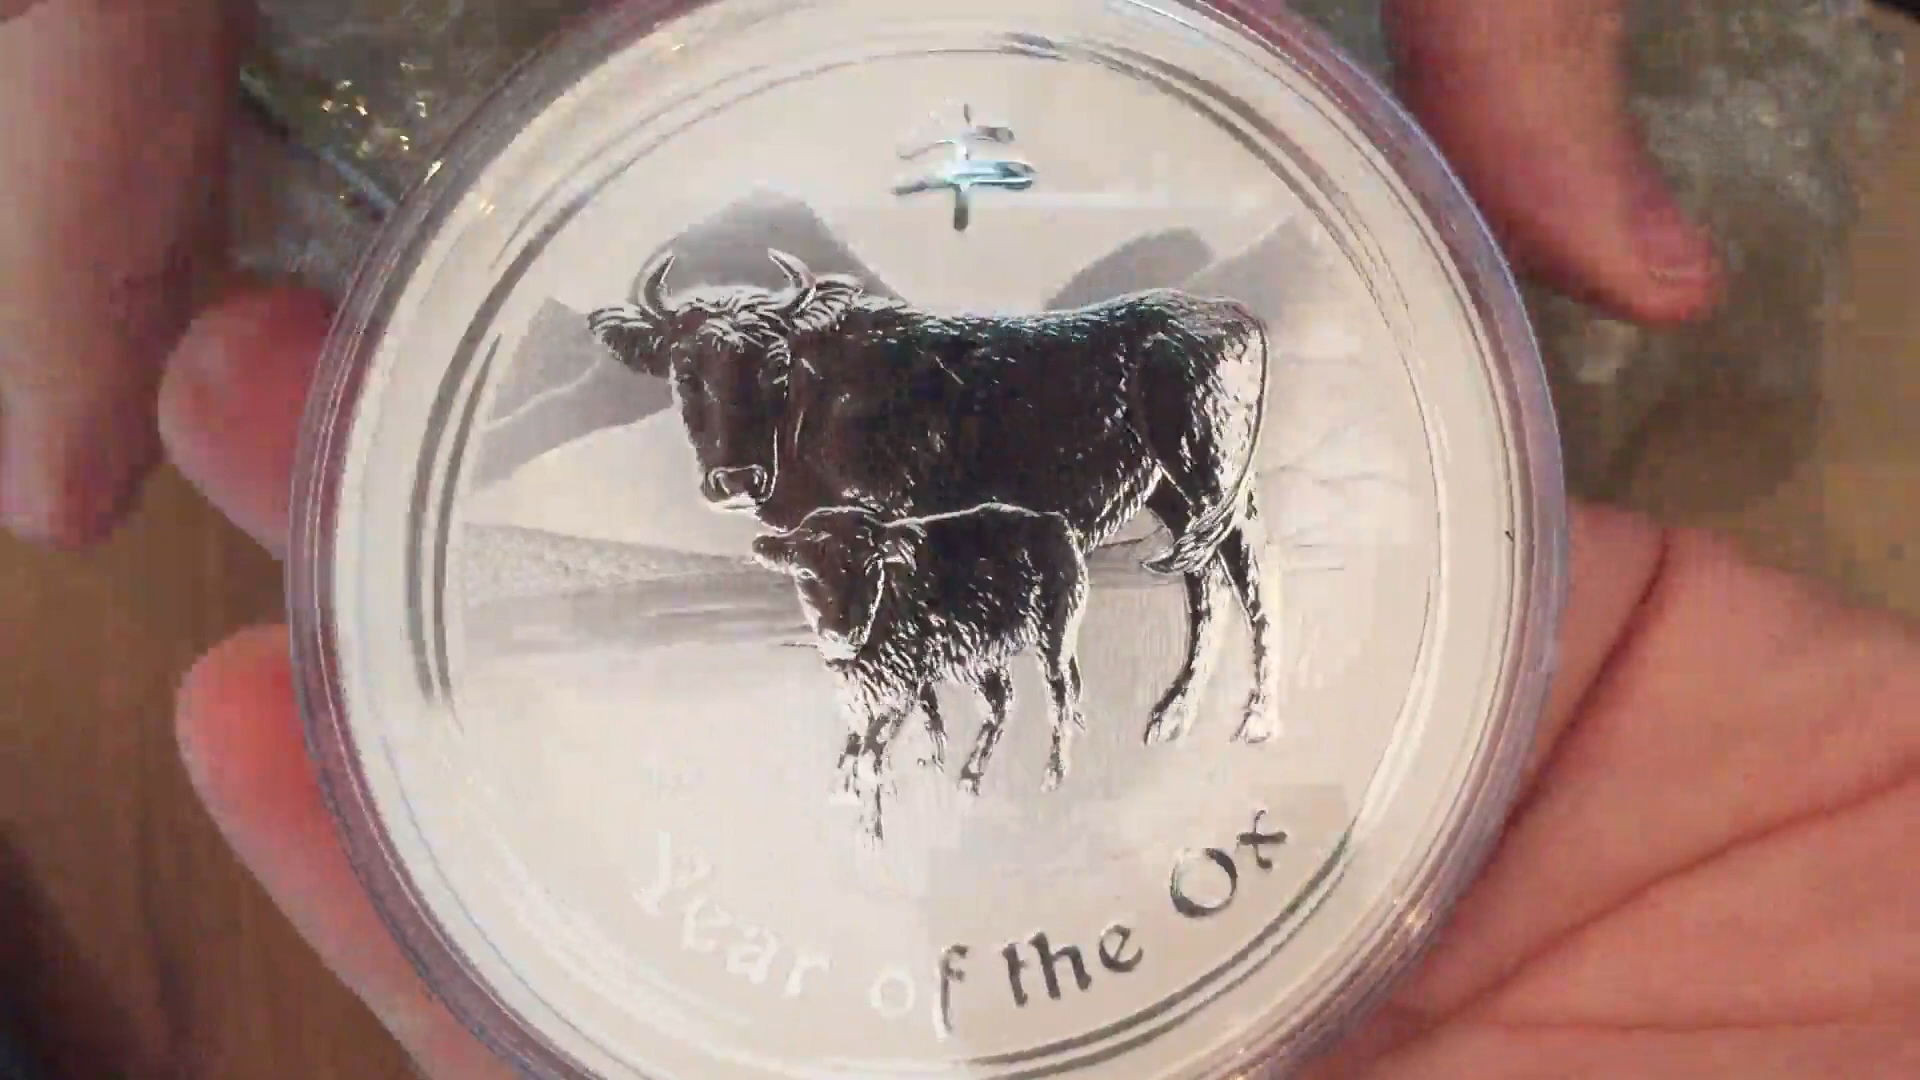 牛
Year of the Ox